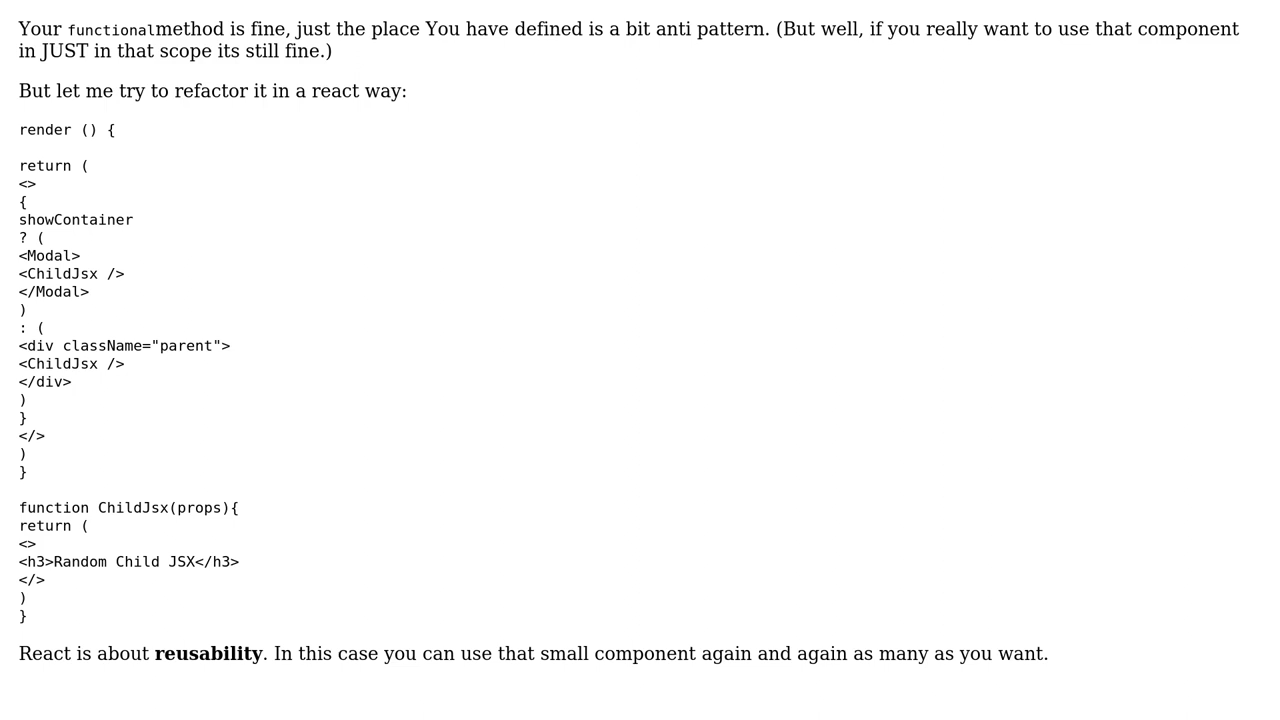 Your functionalmethod is fine, just the place You have defined is a bit anti pattern. (But well, if you really want to use that component
in JUST in that scope its still fine.)
But let me try to refactor it in a react way:
render () {
return (
<>
{
showContainer
? (
<Modal>
<ChildJsx />
</Modal>
)
: (
<div className="parent">
<ChildJsx />
</div>
)
}
</>
)
}
function ChildJsx(props){
return (
<>
<h3>Random Child JSX</h3>
</>
)
}
React is about reusability. In this case you can use that small component again and again as many as you want.